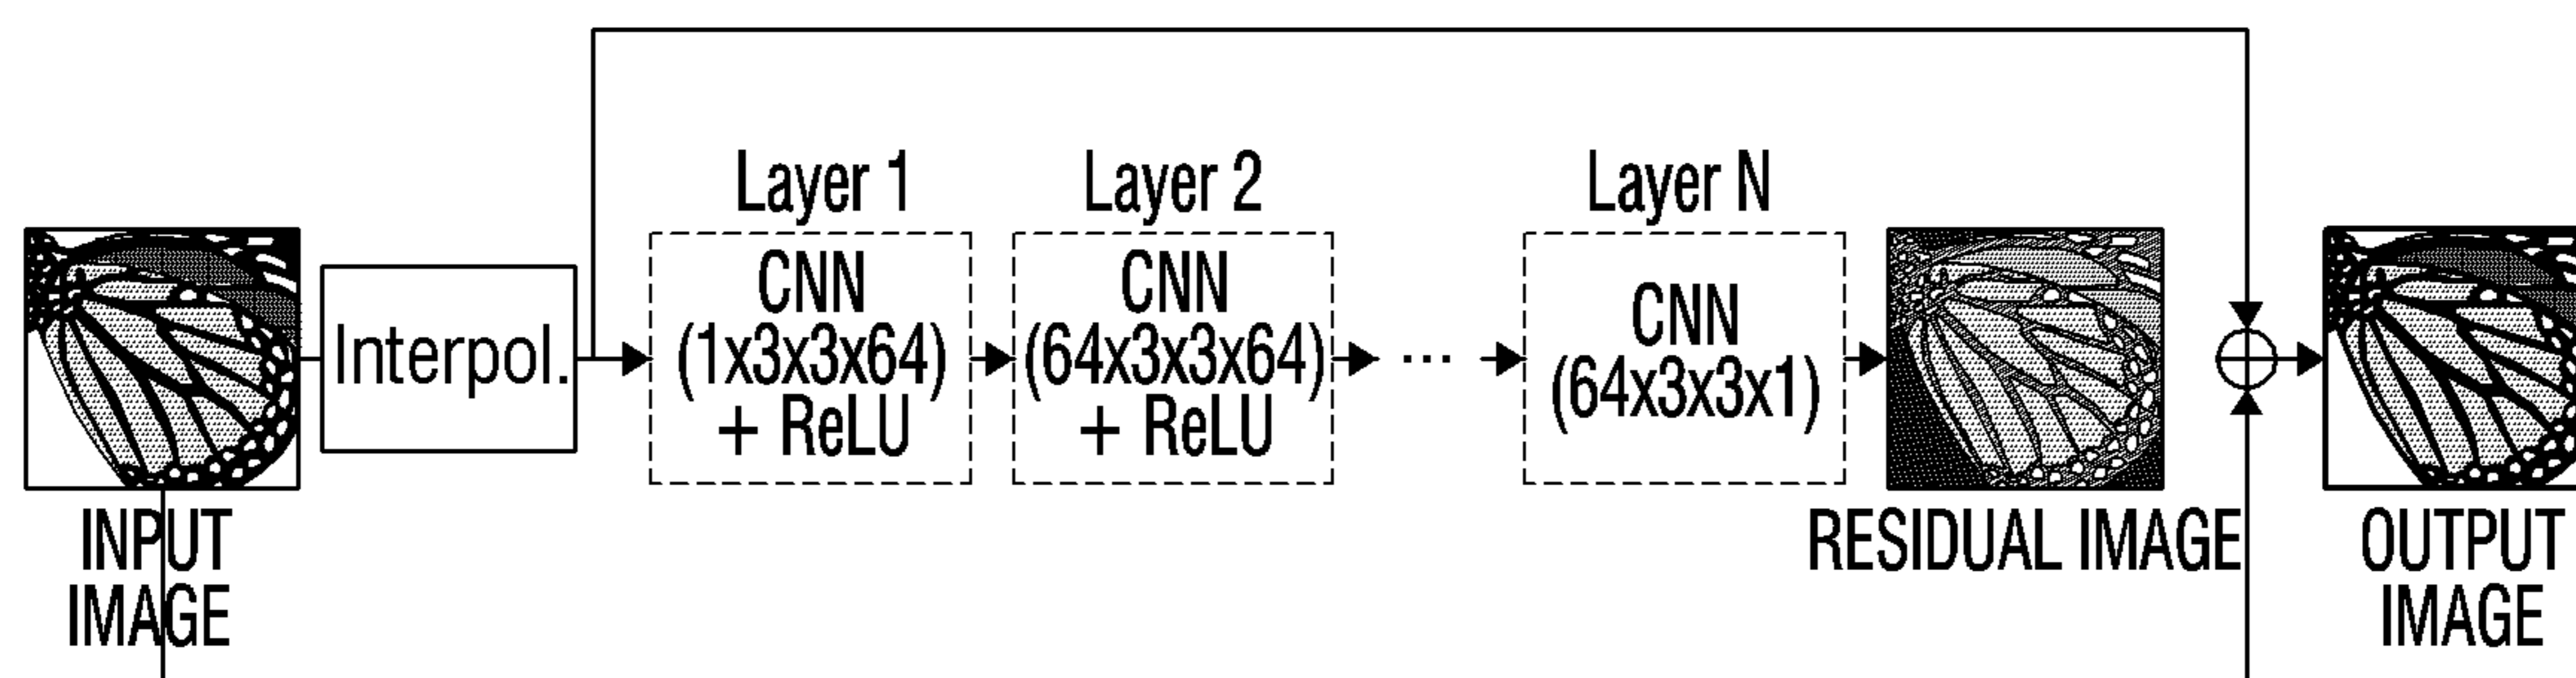 Layer 1
Layer 2
Layer N
Interpol.
CNN
(1x3x3x64)
+ ReLU
CNN
(64x3x3x64)
+ ReLU
...
CNN
(64x3x3x1)
INPUT
IMAGE
RESIDUAL IMAGE
OUTPUT
IMAGE